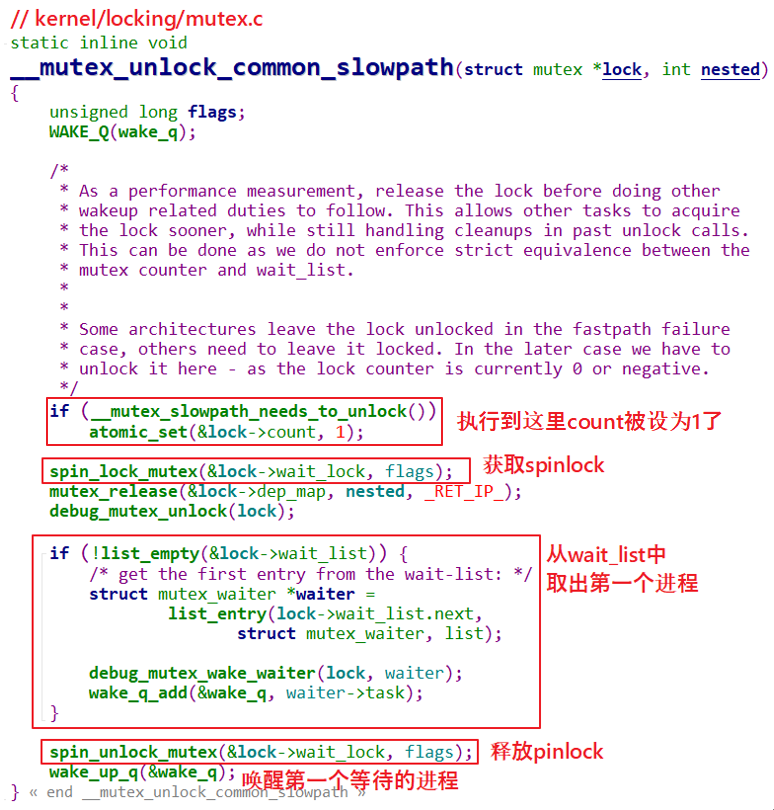 // kernel/locking/mutex.c
static inline void
__mutex_unlock_common_slowpath(struct mutex *lock, int nested)
{
unsigned long flags;
WAKE_Q(wake_q);
/*
* As a performance measurement, release the lock before doing other
* wakeup related duties to follow. This allows other tasks to acquire
* the lock sooner, while still handling cleanups in past unlock calls.
* This can be done as we do not enforce strict equivalence between the
* mutex counter and wait_list.
*
*
* Some architectures leave the lock unlocked in the fastpath failure
* case, others need to leave it locked. In the later case we have to
* unlock it here - as the lock counter is currently 0 or negative.
*/
if (__mutex_slowpath_needs_to_unlock())
atomic_set(&lock->count, 1);
执行到这里count被设为1了
spin_lock_mutex(&lock->wait_lock, flags);
获取spinlock
mutex_release(&lock->dep_map, nested, _RET_IP_);
debug_mutex_unlock(lock);
if (!list_empty(&lock->wait_list)) {
/* get the first entry from the wait-list: */
struct mutex_waiter *waiter =
list_entry(lock->wait_list.next,
struct mutex_waiter, list);
debug_mutex_wake_waiter(lock, waiter);
wake_q_add(&wake_q, waiter->task);
}
从wait_list中
取出第一个进程
spin_unlock_mutex(&lock->wait_lock, flags);
释放pinlock
wake_up_q(&wake_q);
唤醒第一个等待的进程
} « end __mutex_unlock_common_slowpath »